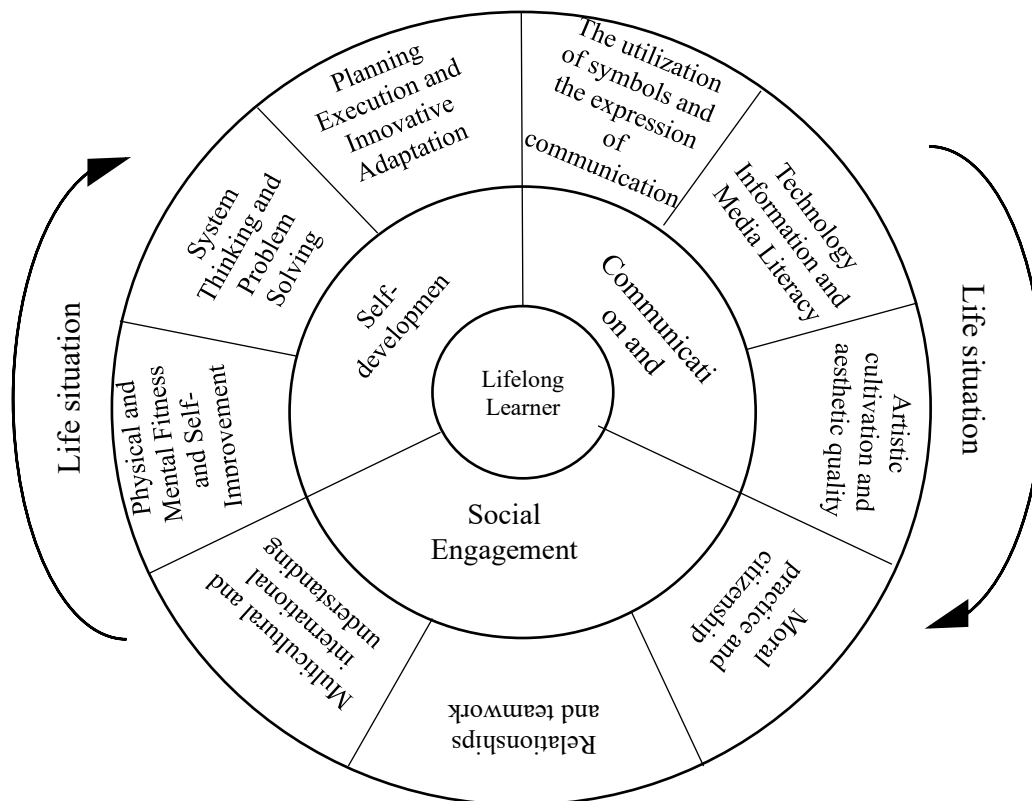 Planning
Execution and
Innovative
Adaptation
The utilization
of symbols and
the expression
of
communication
Technology
Information and
Media Literacy
Artistic
cultivation and
aesthetic quality
Moral
practice and
citizenship
Relationships
and teamwork
Multicultural and
international
understanding
Physical and
Mental Fitness
and Self-
Improvement
System
Thinking and
Problem
Solving
Self-
developmen
Communicati
on and
Social
Engagement
Lifelong
Learner
Life situation
Life situation